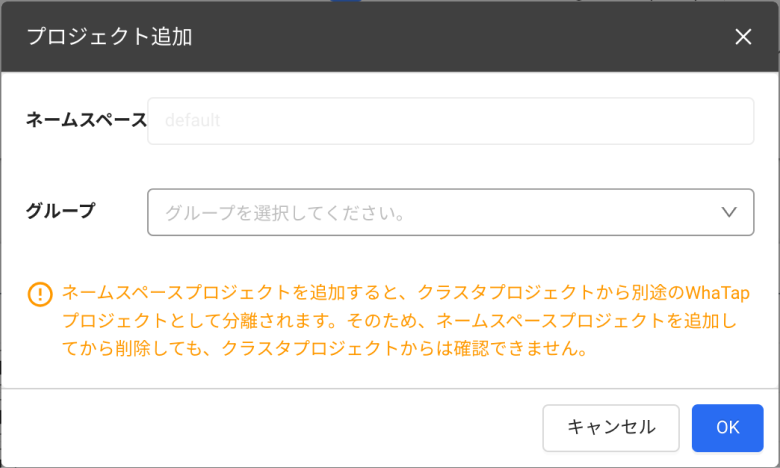 プロジェクト追加
ネームスペース
default
グループ
グループを選択してください。
ネームスペースプロジェクトを追加すると、クラスタプロジェクトから別途のWhaTap
プロジェクトとして分離されます。そのため、ネームスペースプロジェクトを追加し
てから削除しても、クラスタプロジェクトからは確認できません。
キャンセル
OK